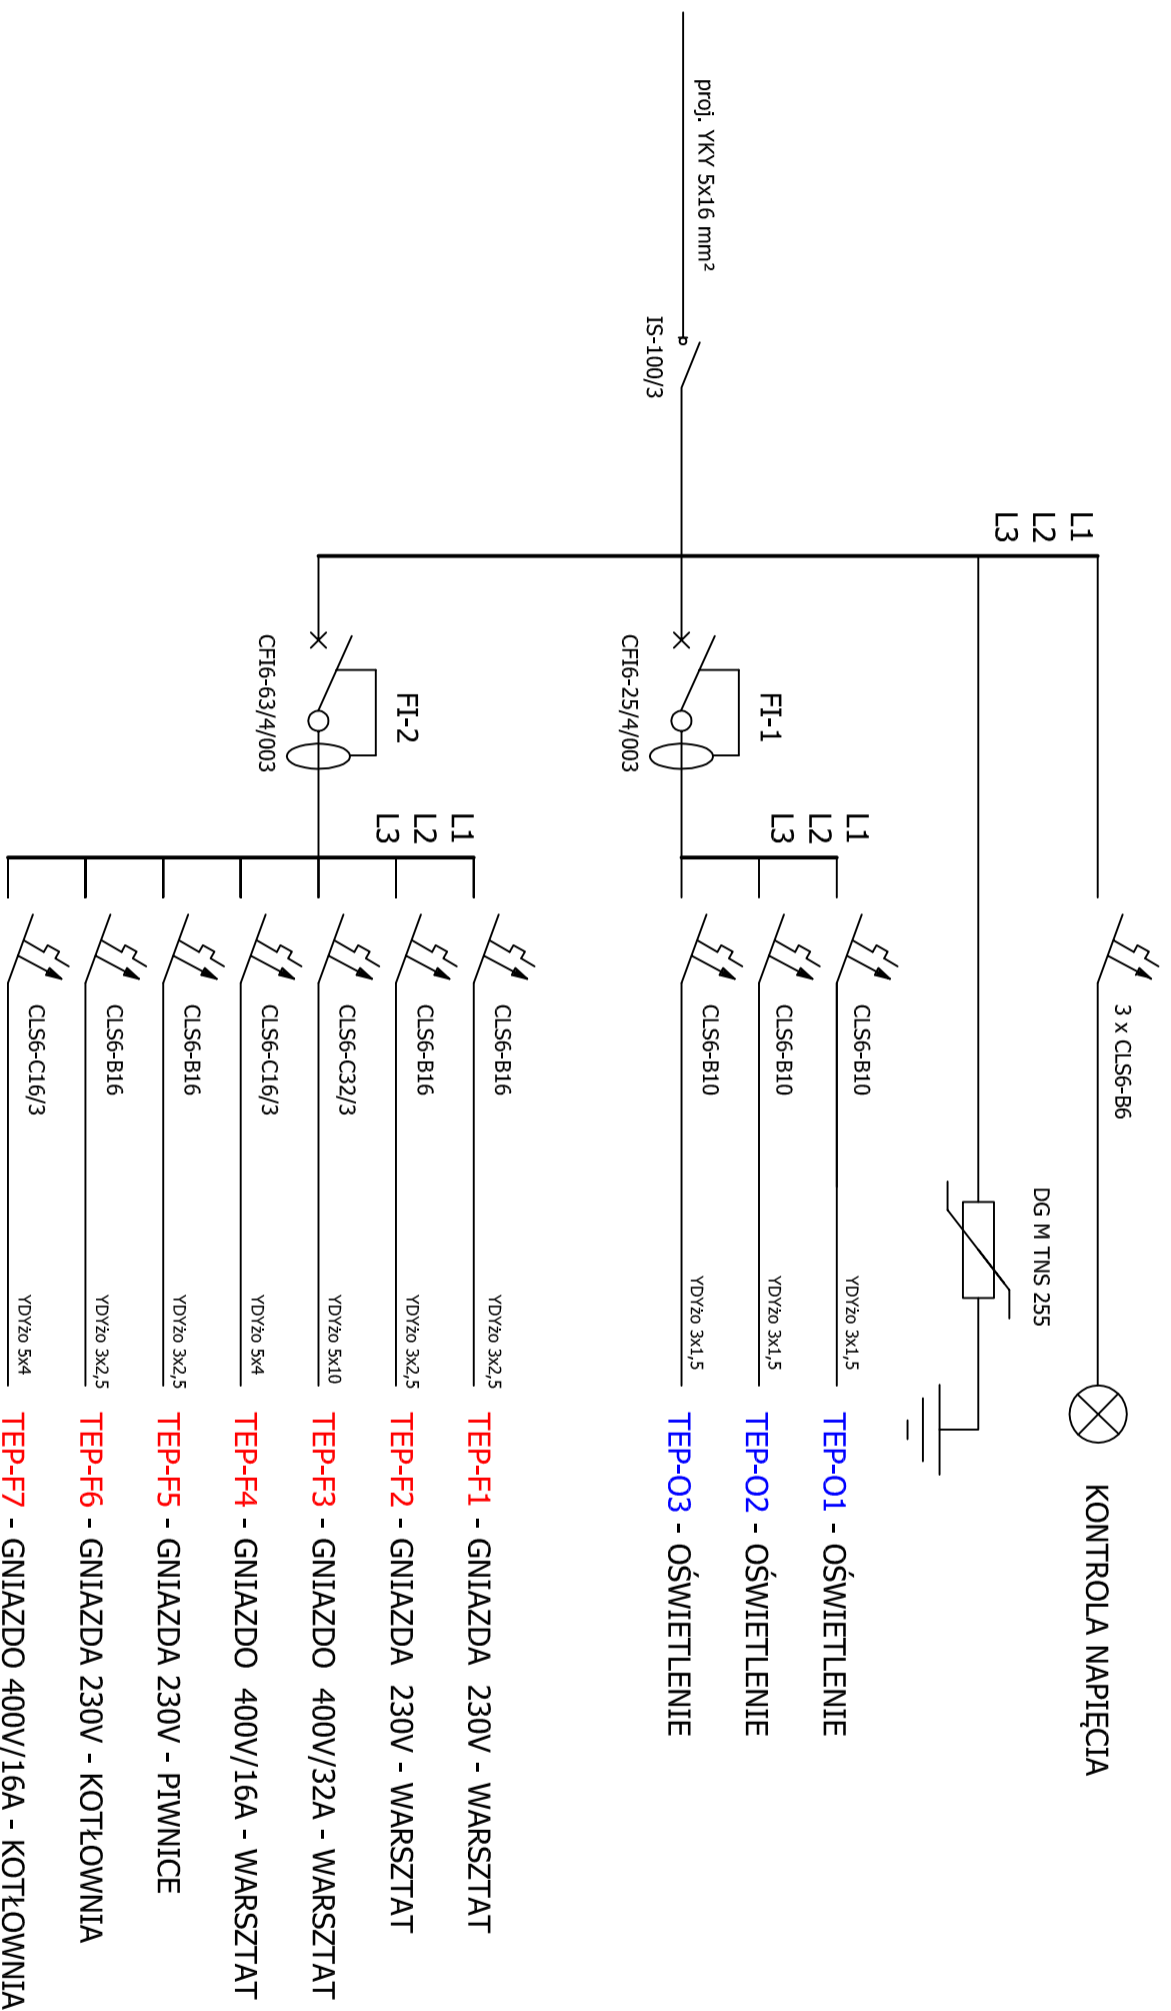 proj. YKY 5x16 mm²
IS-100/3
L1
L2
L3
3 x CLS6-B6
KONTROLA NAPIĘCIA
DG M TNS 255
FI-1
CFI6-25/4/003
L1
L2
L3
CLS6-B10
YDYżo 3x1,5
TEP-O1 - OŚWIETLENIE
CLS6-B10
YDYżo 3x1,5
TEP-O2 - OŚWIETLENIE
CLS6-B10
YDYżo 3x1,5
TEP-O3 - OŚWIETLENIE
FI-2
CFI6-63/4/003
L1
L2
L3
CLS6-B16
YDYżo 3x2,5
TEP-F1 - GNIAZDA 230V - WARSZTAT
CLS6-B16
YDYżo 3x2,5
TEP-F2 - GNIAZDA 230V - WARSZTAT
CLS6-C32/3
YDYżo 5x10
TEP-F3 - GNIAZDO 400V/32A - WARSZTAT
CLS6-C16/3
YDYżo 5x4
TEP-F4 - GNIAZDO 400V/16A - WARSZTAT
CLS6-B16
YDYżo 3x2,5
TEP-F5 - GNIAZDA 230V - PIWNICE
CLS6-B16
YDYżo 3x2,5
TEP-F6 - GNIAZDA 230V - KOTŁOWNIA
CLS6-C16/3
YDYżo 5x4
TEP-F7 - GNIAZDO 400V/16A - KOTŁOWNIA